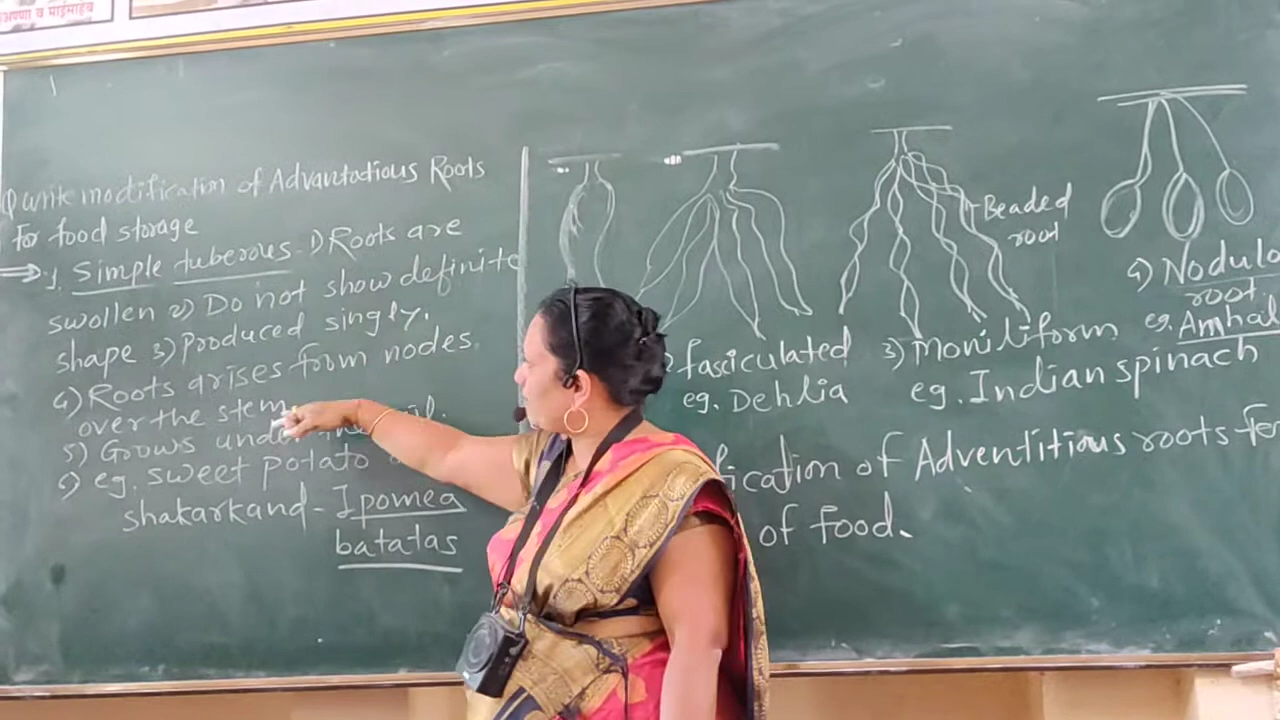 अण्णा व माईसाहेब
Q write modification of Advantatious Roots
For food storage
⇒ 1. Simple tuberous - 1) Roots are
swollen 2) Do not show definite
shape 3) Produced singly.
4) Roots arises from nodes
over the stem
5) Grows
6) eg. sweet potato
shakarkand - Ipomea
batatas
fasciculated
eg. Dehlia
Beaded
root
3) Moniliform
eg. Indian spinach
4) Nodulo
root
eg. Amhal
ication of Adventitious roots For
of food.